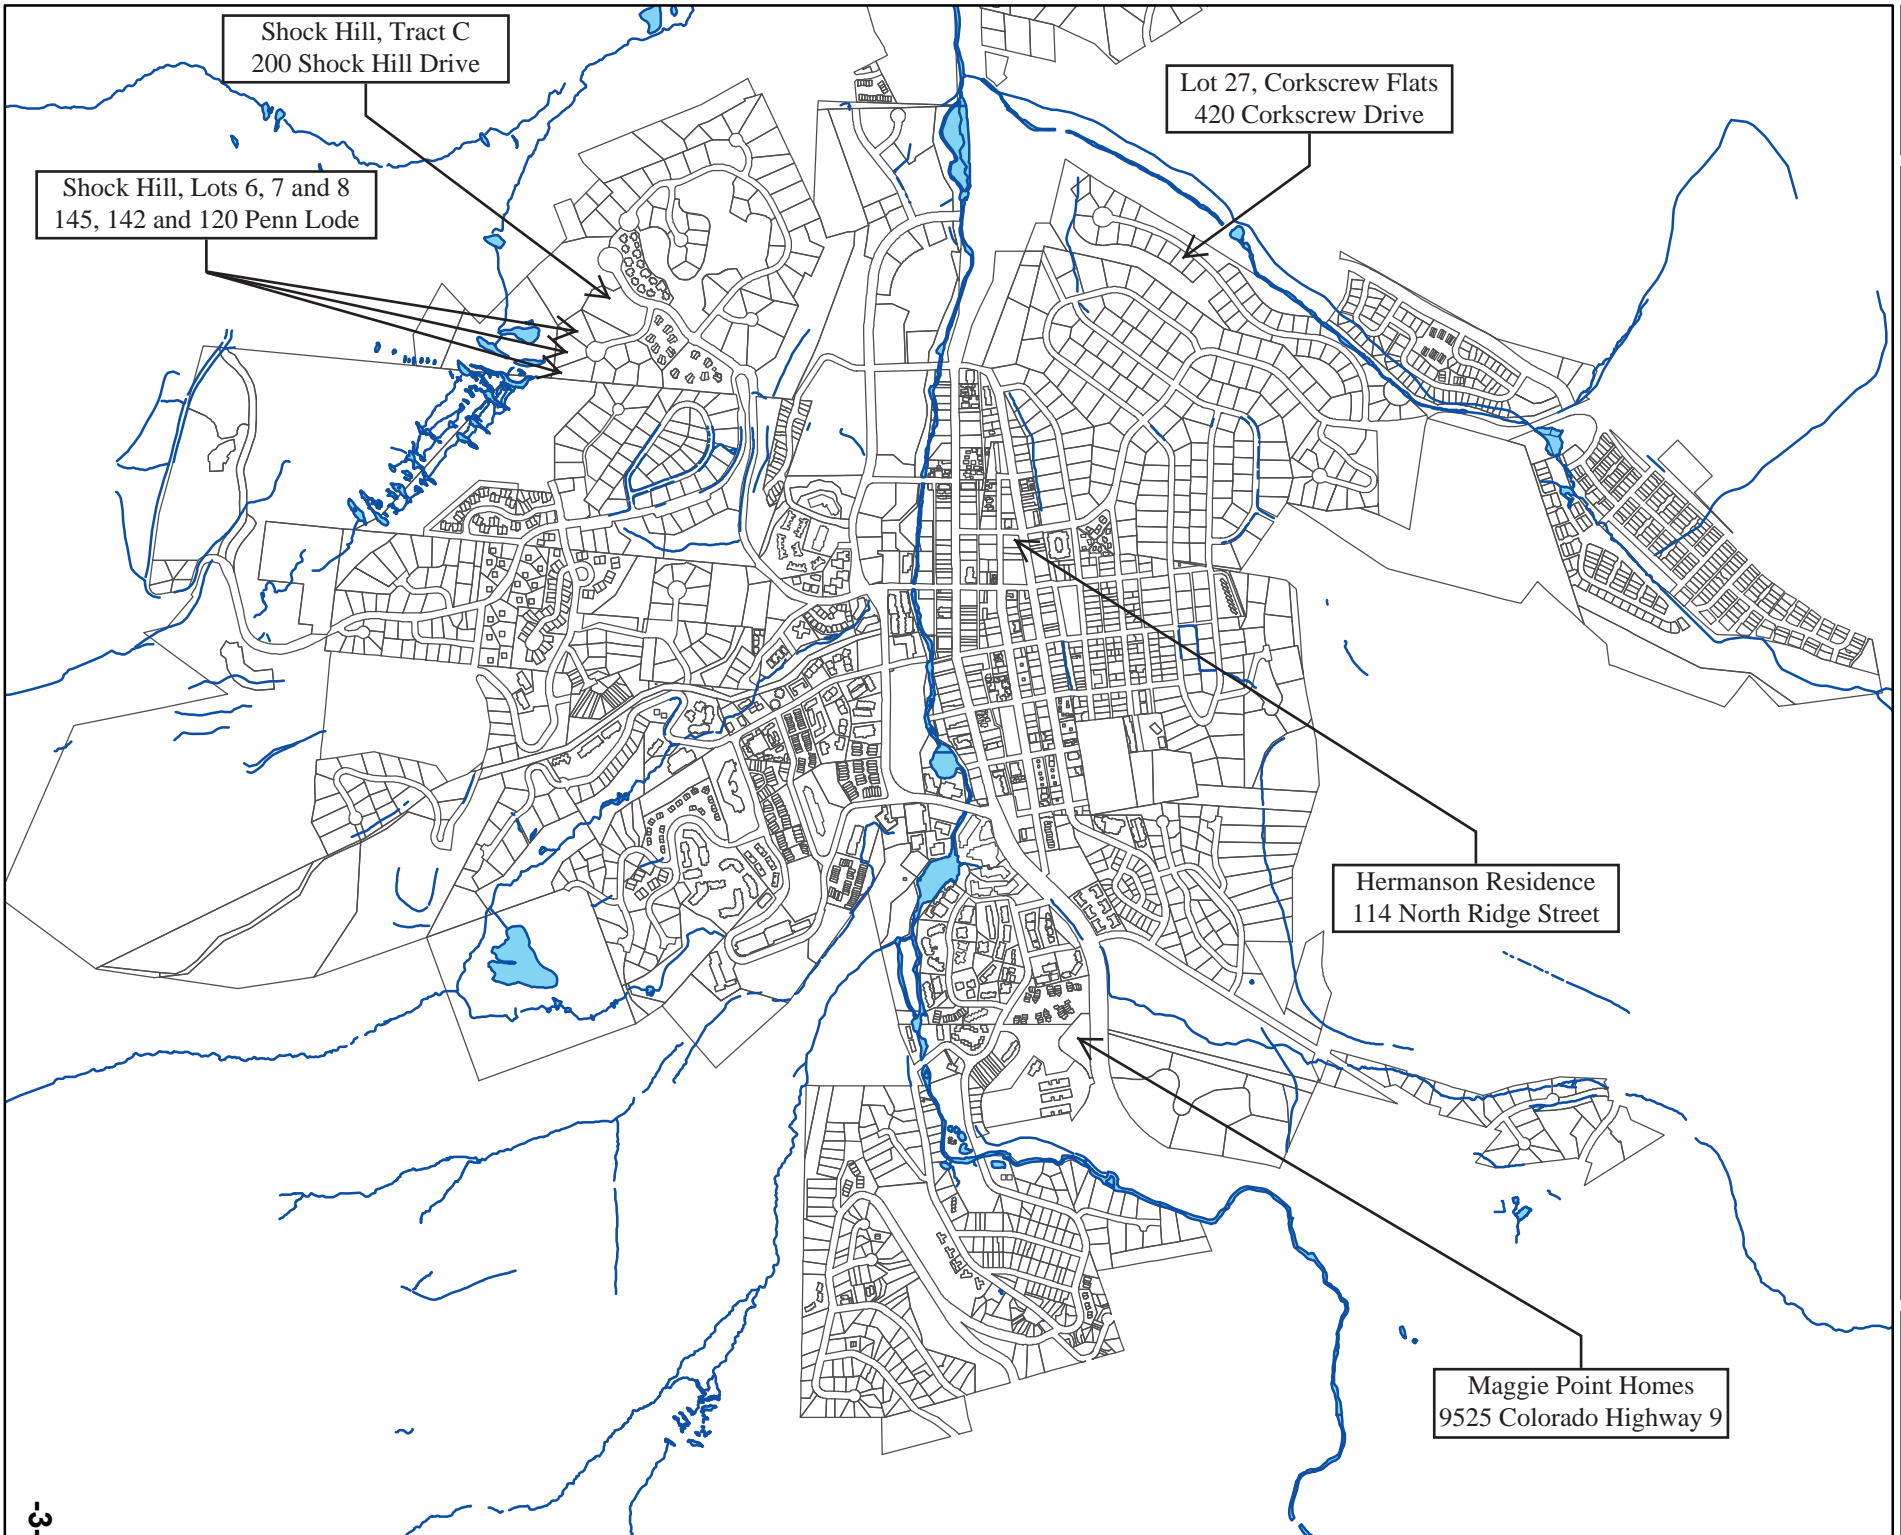 Shock Hill, Tract C
200 Shock Hill Drive
Lot 27, Corkscrew Flats
420 Corkscrew Drive
Shock Hill, Lots 6, 7 and 8
145, 142 and 120 Penn Lode
Hermanson Residence
114 North Ridge Street
Maggie Point Homes
9525 Colorado Highway 9
-3-